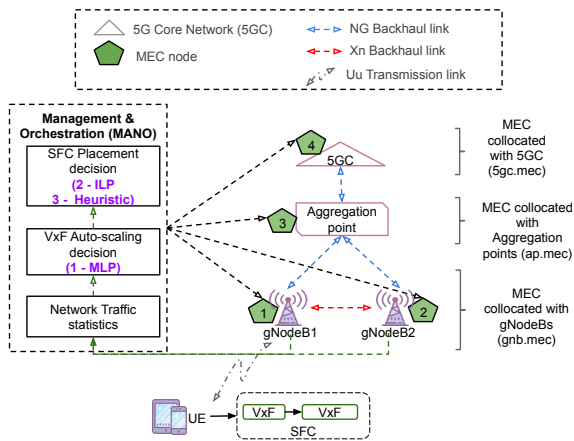 5G Core Network (5GC)
MEC node
NG Backhaul link
Xn Backhaul link
Uu Transmission link
Management &
Orchestration (MANO)
SFC Placement
decision
(2 - ILP
3 - Heuristic)
VxF Auto-scaling
decision
(1 - MLP)
Network Traffic
statistics
4
5GC
3
Aggregation
point
1
gNodeB1
2
gNodeB2
MEC
collocated
with 5GC
(5gc.mec)
MEC collocated
with
Aggregation
points (ap.mec)
MEC
collocated with
gNodeBs
(gnb.mec)
UE
VxF
VxF
SFC